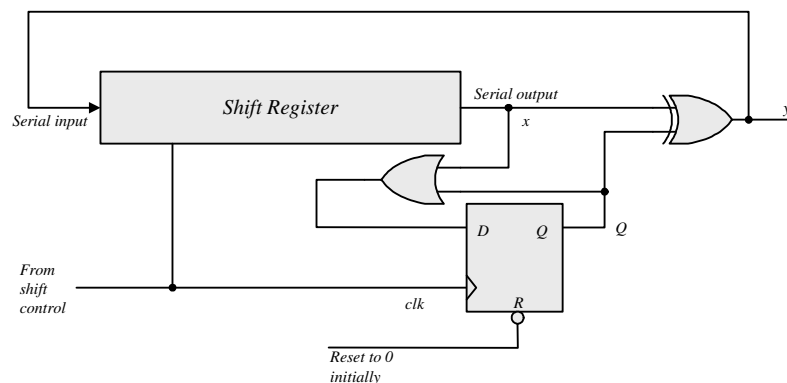 Serial output
Shift Register
y
Serial input
x
D
Q
Q
From
shift
control
clk
R
Reset to 0
initially